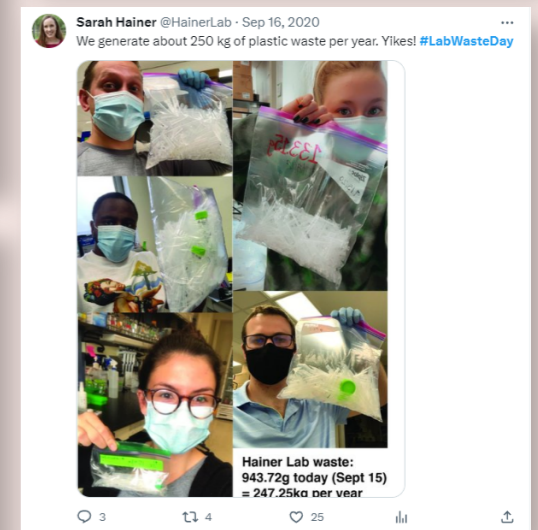 Sarah Hainer @HainerLab · Sep 16, 2020
We generate about 250 kg of plastic waste per year. Yikes! #LabWasteDay
Hainer Lab waste:
943.72g today (Sept 15)
= 247.25kg per year
3 4 25